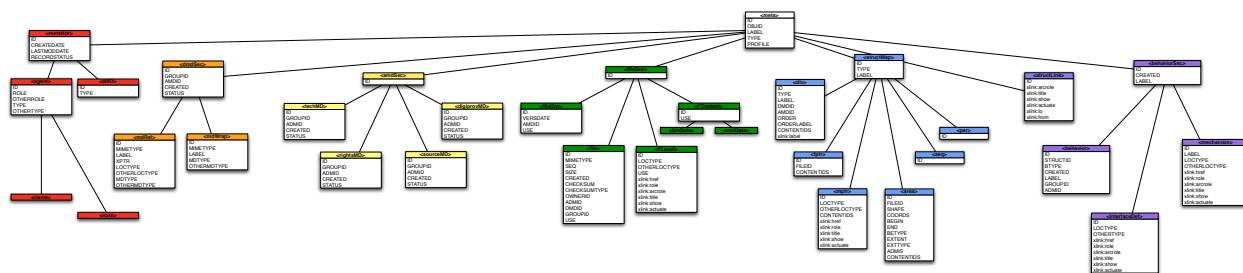 <mets>
ID
OBJID
LABEL
TYPE
PROFILE
<metsHdr>
ID
CREATEDATE
LASTMODDATE
RECORDSTATUS
<agent>
ID
ROLE
OTHERROLE
TYPE
OTHERTYPE
ID
TYPE
<name>
<note>
<dmdSec>
ID
GROUPID
AMDID
CREATED
STATUS
<mdRef>
ID
MIMETYPE
LABEL
XPTR
LOCTYPE
OTHERLOCTYPE
MDTYPE
OTHERMDTYPE
<mdWrap>
ID
MIMETYPE
LABEL
MDTYPE
OTHERMDTYPE
<amdSec>
ID
<techMD>
ID
GROUPID
ADMID
CREATED
STATUS
<rightsMD>
ID
GROUPID
ADMID
CREATED
STATUS
<digiprovMD>
ID
GROUPID
ADMID
CREATED
STATUS
<sourceMD>
ID
GROUPID
ADMID
CREATED
STATUS
<fileSec>
ID
<fileGrp>
ID
VERSDATE
AMDID
USE
<file>
ID
MIMETYPE
SEQ
SIZE
CREATED
CHECKSUM
CHECKSUMTYPE
OWNERID
ADMID
DMDID
GROUPID
USE
<FLocat>
ID
LOCTYPE
OTHERLOCTYPE
USE
xlink:href
xlink:role
xlink:arcrole
xlink:title
xlink:show
xlink:actuate
<FContent>
ID
USE
<binData>
<xmlData>
<structMap>
ID
TYPE
LABEL
<div>
ID
TYPE
LABEL
DMDID
ADMID
ORDER
ORDERLABEL
CONTENTIDS
xlink:label
<fptr>
ID
FILEID
CONTENTIDS
<mptr>
ID
LOCTYPE
OTHERLOCTYPE
CONTENTIDS
xlink:href
xlink:role
xlink:title
xlink:show
xlink:actuate
<area>
ID
FILEID
SHAPE
COORDS
BEGIN
END
BETYPE
EXTENT
EXTTYPE
ADMIS
CONTENTIDS
<seq>
ID
<par>
ID
<structLink>
ID
xlink:arcrole
xlink:title
xlink:show
xlink:actuate
xlink:to
xlink:from
<behaviorSec>
ID
CREATED
LABEL
<behavior>
ID
STRUCTID
BTYPE
CREATED
LABEL
GROUPID
ADMID
<interfaceDef>
ID
LOCTYPE
OTHERTYPE
xlink:href
xlink:role
xlink:arcrole
xlink:title
xlink:show
xlink:actuate
<mechanism>
ID
LABEL
LOCTYPE
OTHERLOCTYPE
xlink:href
xlink:role
xlink:arcrole
xlink:title
xlink:show
xlink:actuate